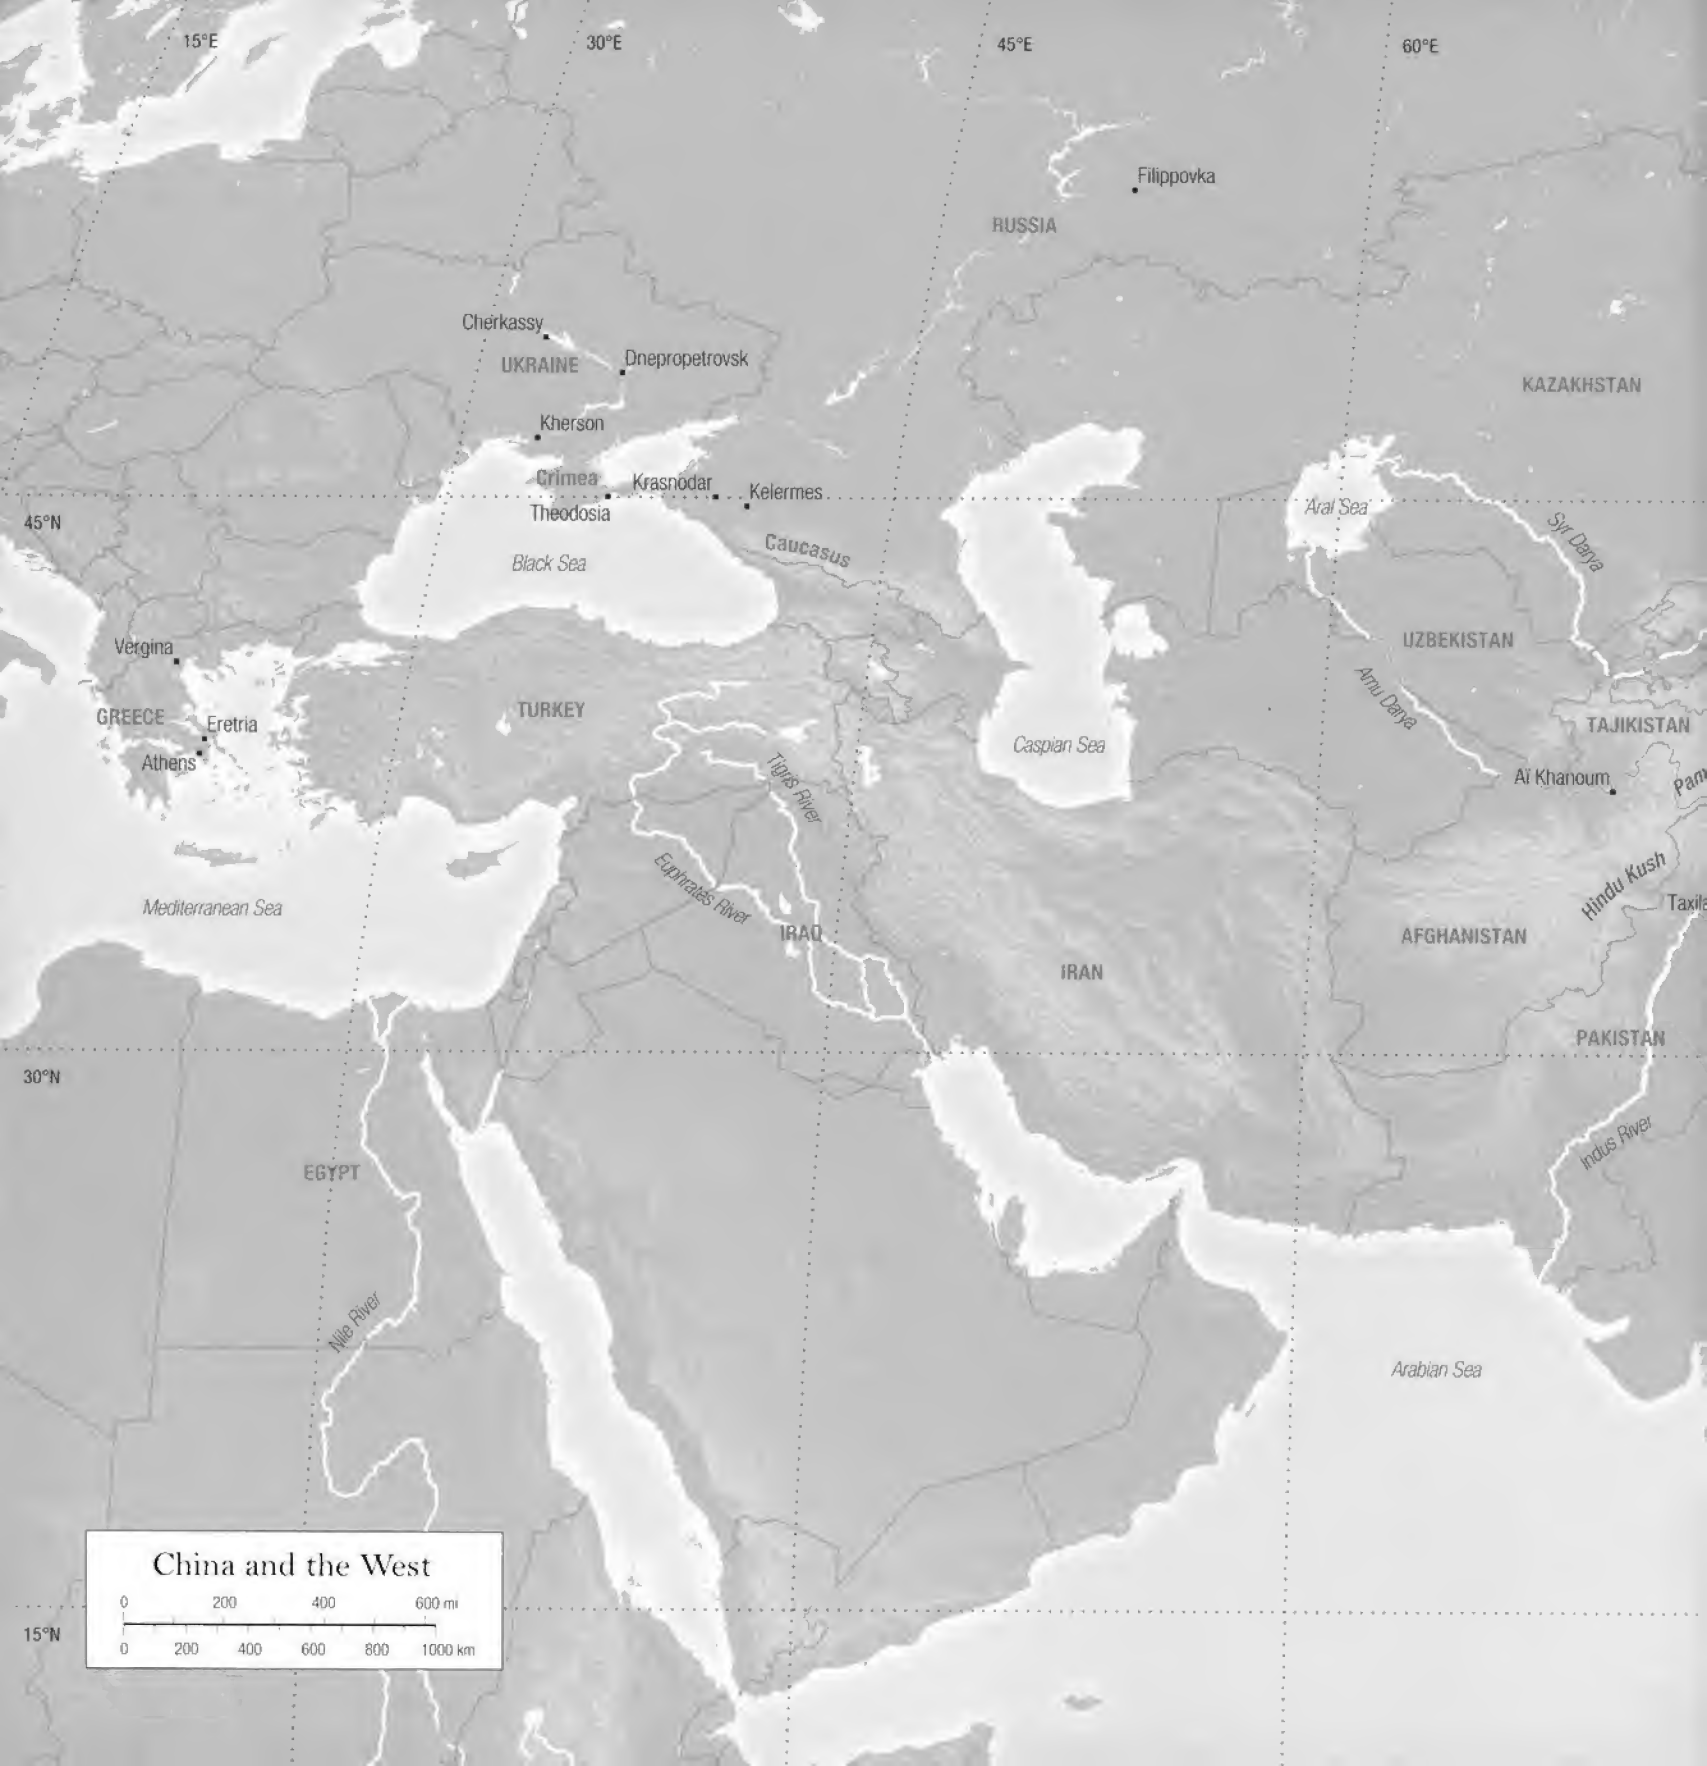 15°E
30°E
45°E
60°E
Filippovka
RUSSIA
Cherkassy
UKRAINE
Dnepropetrovsk
KAZAKHSTAN
Kherson
Crimea
Krasnodar
Kelermes
Theodosia
45°N
Aral Sea
Syr Darya
Caucasus
Black Sea
Vergina
UZBEKISTAN
Amu Darya
GREECE
Eretria
TURKEY
TAJIKISTAN
Athens
Caspian Sea
Tigris River
Aï Khanoum
Pam
Euphrates River
Hindu Kush
Mediterranean Sea
Taxila
IRAQ
AFGHANISTAN
IRAN
PAKISTAN
30°N
Indus River
EGYPT
Nile River
Arabian Sea
China and the West
0 200 400 600 mi
0 200 400 600 800 1000 km
15°N